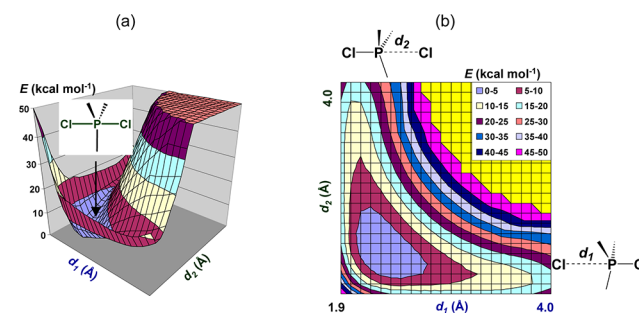 (a)
(b)
E (kcal mol-1)
50
40
30
20
10
0
Cl
P
Cl
d1 (Å)
d2 (Å)
Cl
P
d2
Cl
E (kcal mol-1)
0-5
5-10
10-15
15-20
20-25
25-30
30-35
35-40
40-45
45-50
4.0
d2 (Å)
1.9
d1 (Å)
4.0
Cl
d1
P